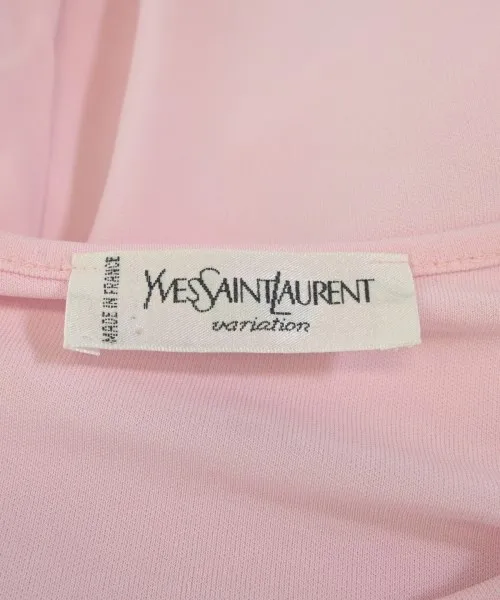 MADE IN FRANCE
YVESSAINTLAURENT
variation